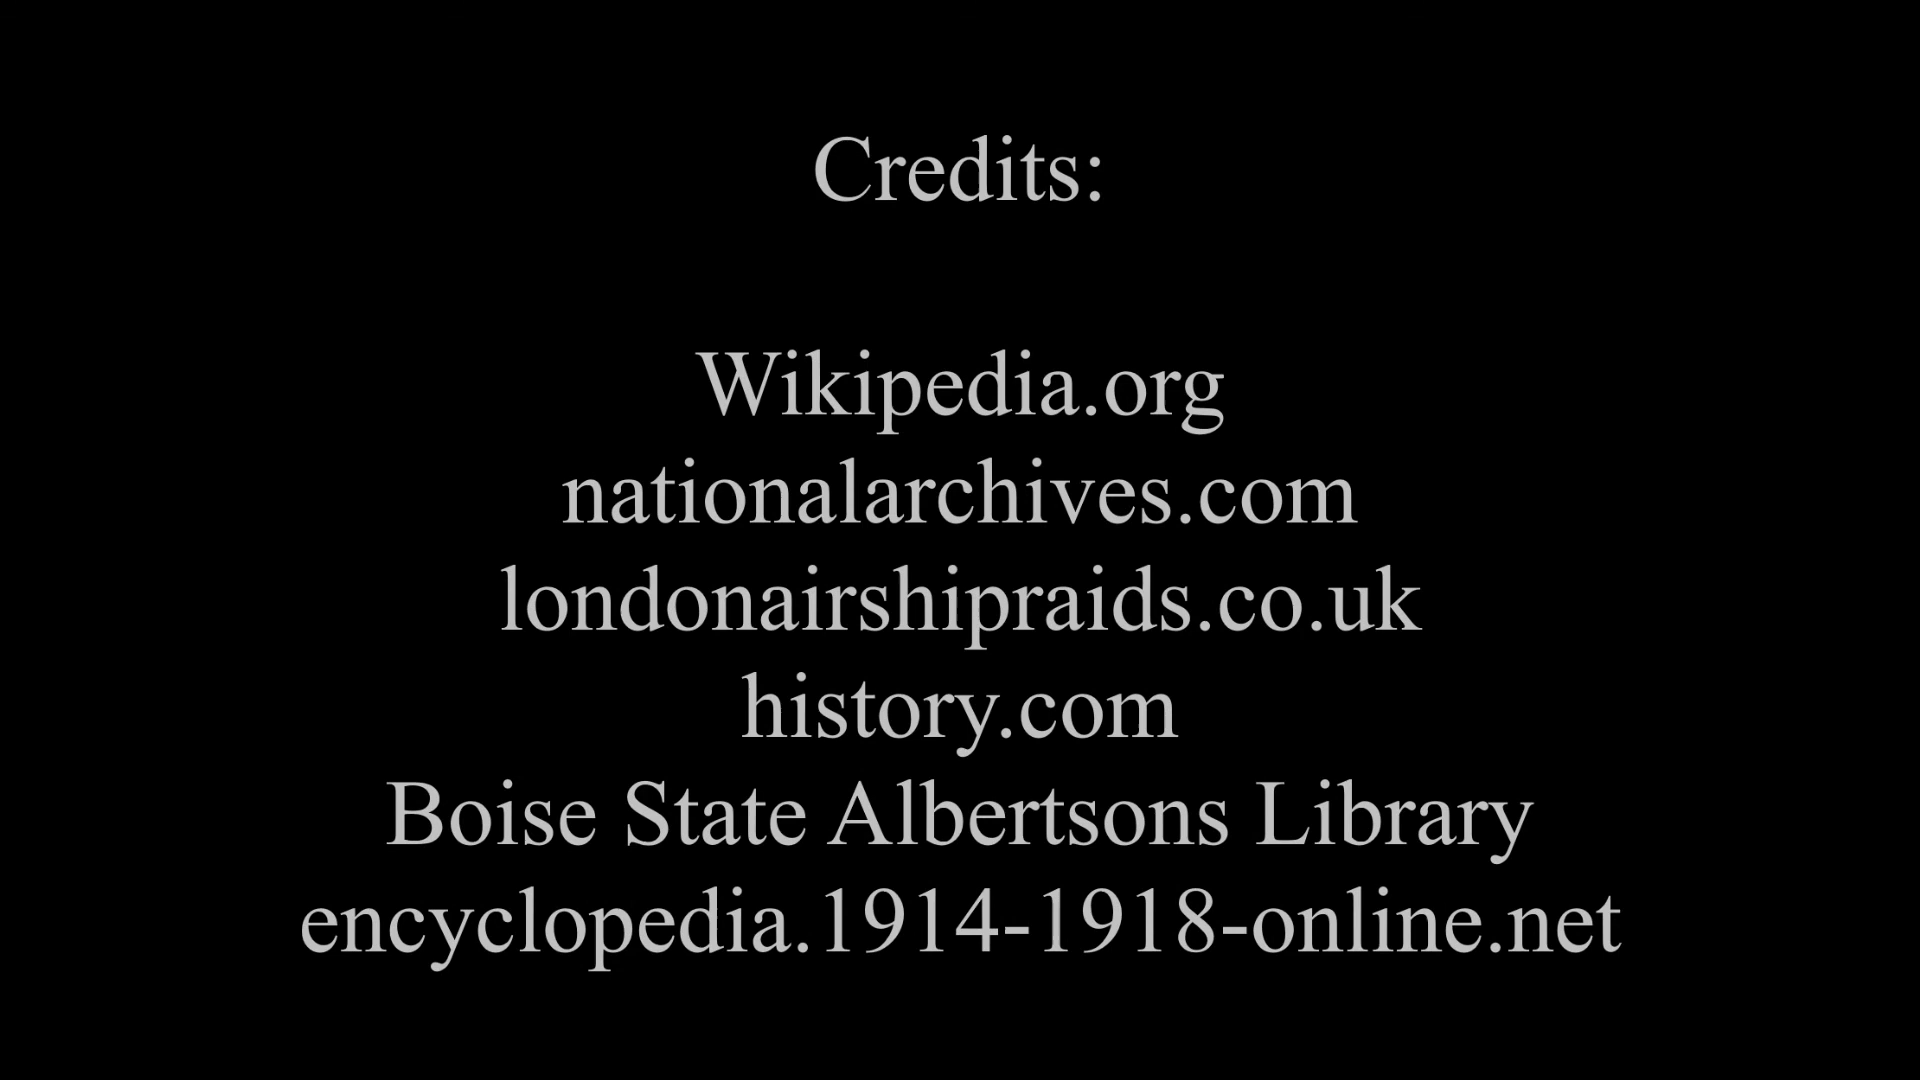 Credits:
Wikipedia.org
nationalarchives.com
londonairshipraids.co.uk
history.com
Boise State Albertsons Library
encyclopedia.1914-1918-online.net